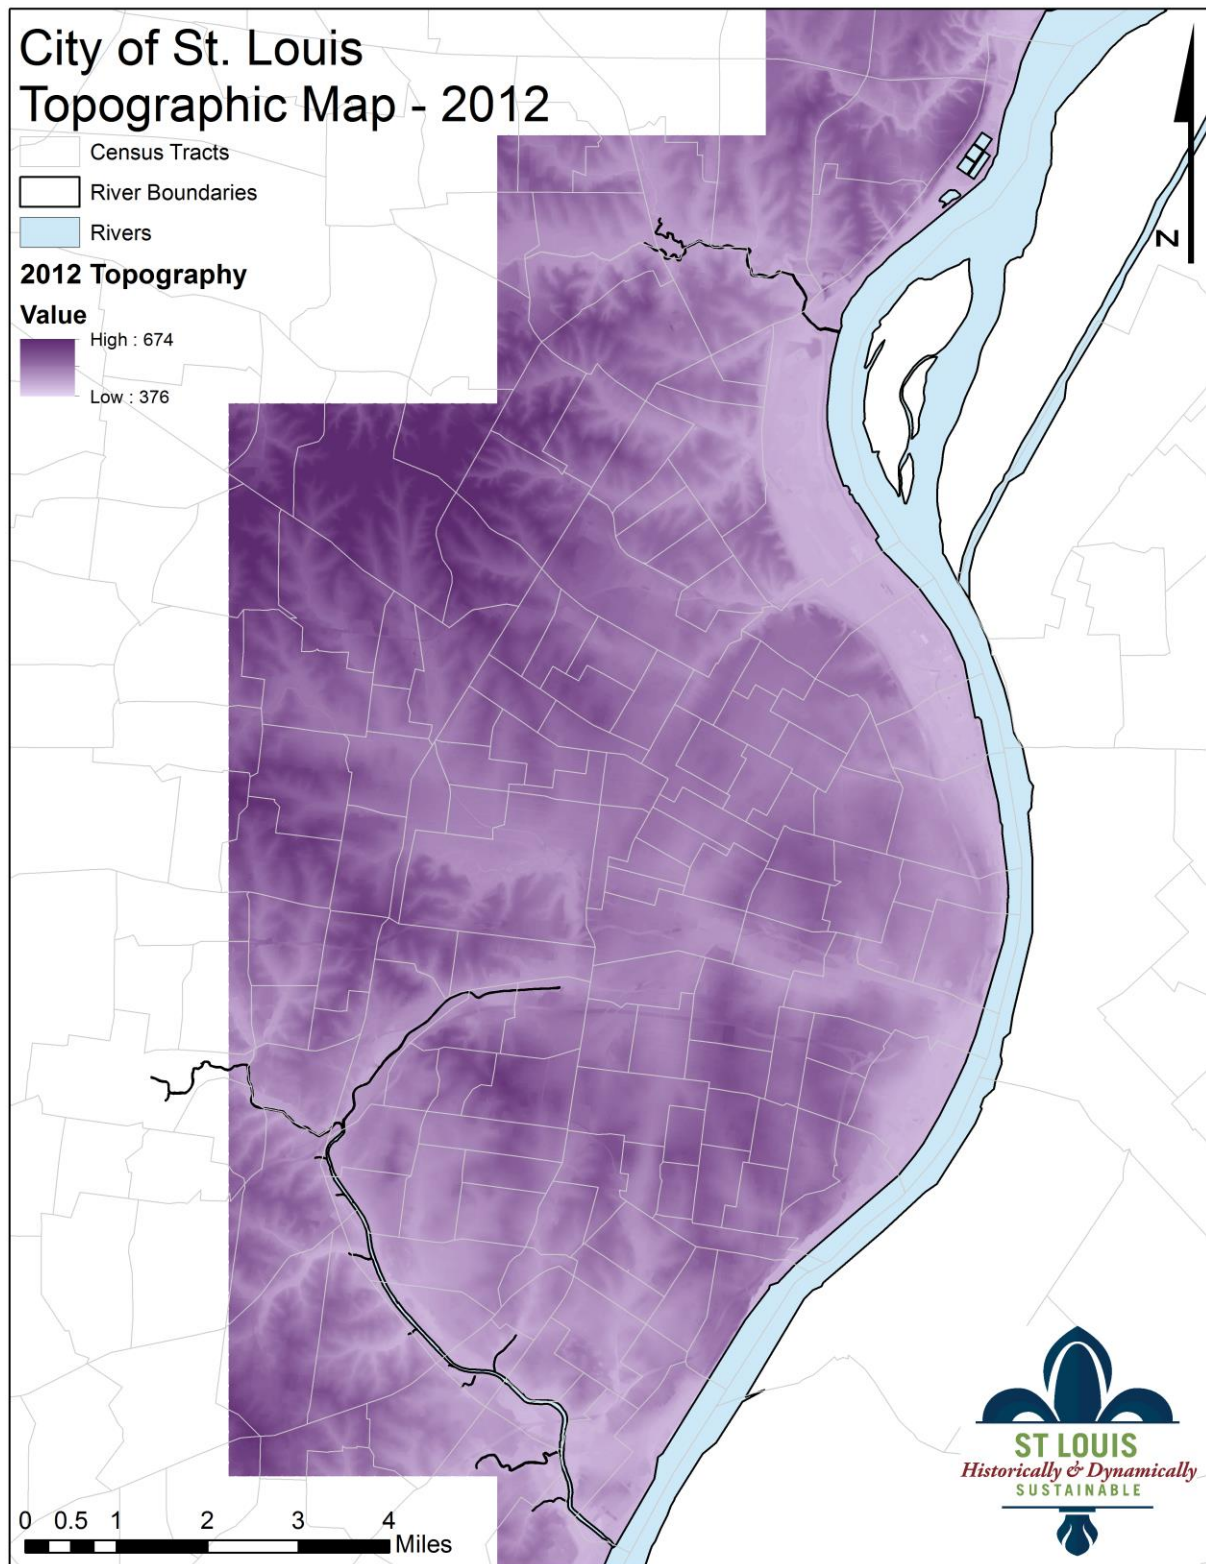 City of St. Louis
Topographic Map - 2012
Census Tracts
River Boundaries
Rivers
2012 Topography
Value
High : 674
Low : 376
N
ST LOUIS
Historically & Dynamically
SUSTAINABLE
0 0.5 1 2 3 4
Miles